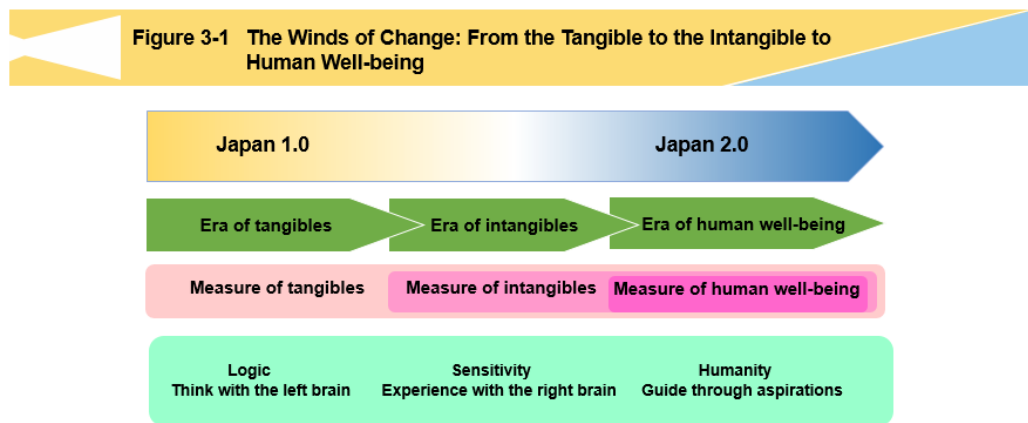 Figure 3-1 The Winds of Change: From the Tangible to the Intangible to
Human Well-being
Japan 1.0 Japan 2.0
Era of tangibles Era of intangibles Era of human well-being
Measure of tangibles Measure of intangibles Measure of human well-being
Logic Sensitivity Humanity
Think with the left brain Experience with the right brain Guide through aspirations